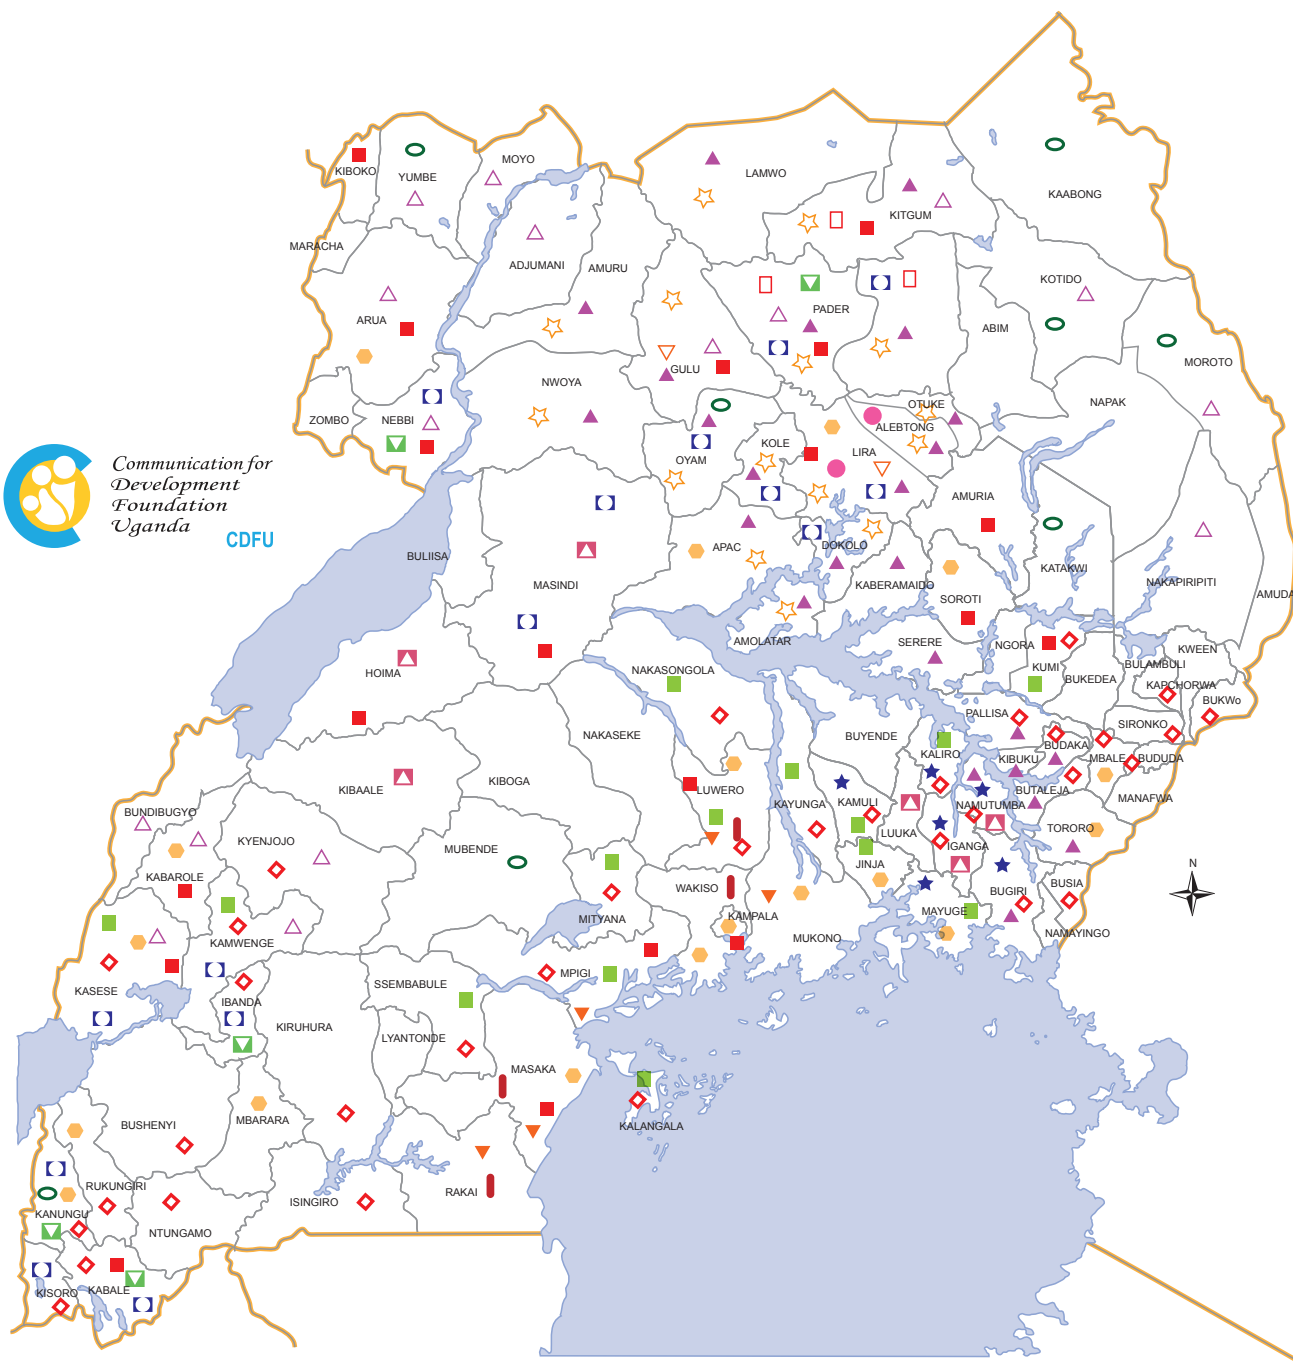 MOYO
KIBOKO
YUMBE
LAMWO
KAABONG
KITGUM
MARACHA
ADJUMANI
AMURU
KOTIDO
ARUA
PADER
ABIM
MOROTO
GULU
NWOYA
NAPAK
OTUKE
ZOMBO
NEBBI
ALEBTONG
KOLE
LIRA
OYAM
Communication for
Development
Foundation
Uganda
CDFU
AMURIA
APAC
DOKOLO
BULIISA
MASINDI
KABERAMAIDO
KATAKWI
NAKAPIRIPITI
AMUDA
SOROTI
AMOLATAR
SERERE
NGORA
KWEEN
HOIMA
NAKASONGOLA
KUMI
BULAMBULI
BUKEDEA
KAPCHORWA
BUKWo
PALLISA
SIRONKO
NAKASEKE
BUYENDE
BUDAKA
KALIRO
KIBUKU
MBALE
BUDUDA
KIBOGA
KIBAALE
LUWERO
BUTALEJA
MANAFWA
KAYUNGA
KAMULI
NAMUTUMBA
BUNDIBUGYO
LUUKA
TORORO
KYENJOJO
MUBENDE
IGANGA
JINJA
KABAROLE
WAKISO
BUSIA
BUGIRI
MITYANA
KAMPALA
MAYUGE
NAMAYINGO
MUKONO
KAMWENGE
N
MPIGI
SSEMBABULE
KASESE
IBANDA
KIRUHURA
LYANTONDE
MASAKA
MBARARA
BUSHENYI
KALANGALA
RUKUNGIRI
RAKAI
ISINGIRO
KANUNGU
NTUNGAMO
KISORO
KABALE